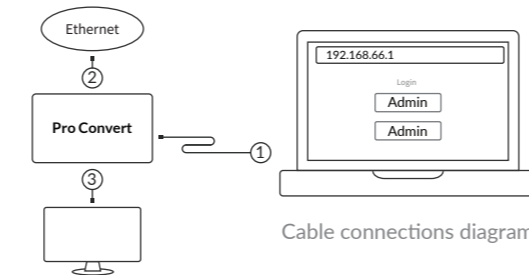 Ethernet
192.168.66.1
Login
2
Admin
Pro Convert
Admin
1
3
Cable connections diagram